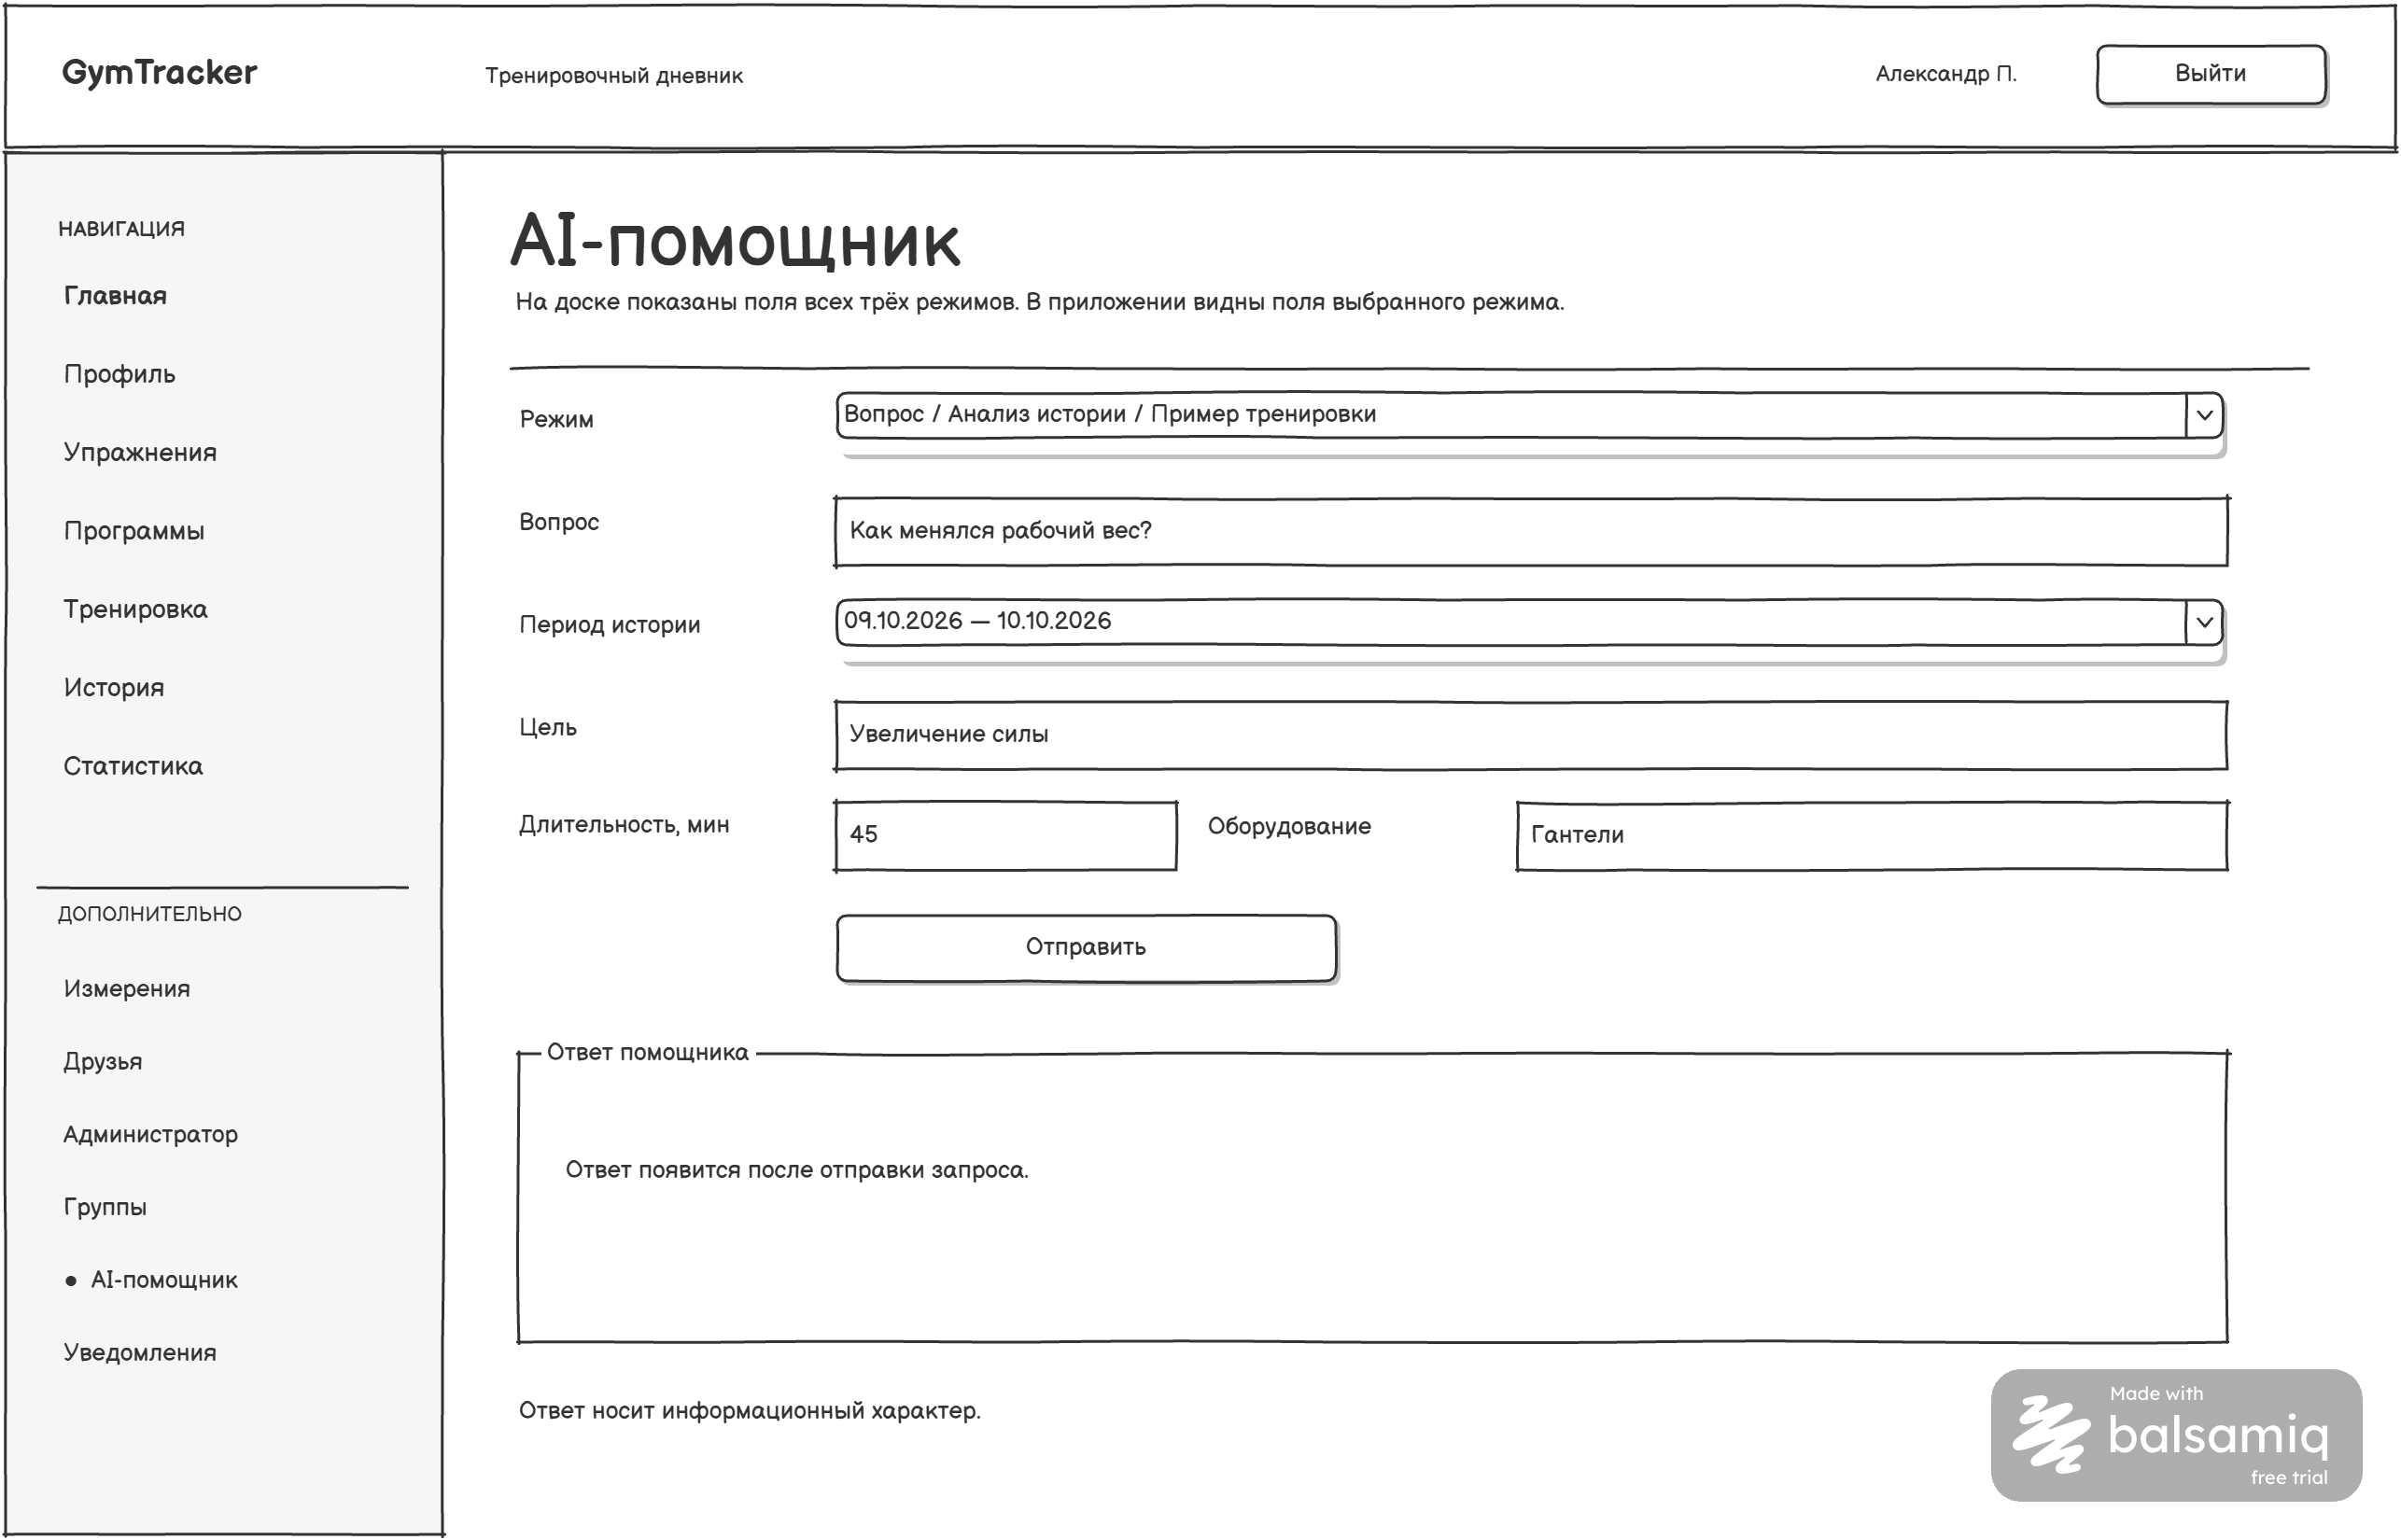 GymTracker
Тренировочный дневник
Александр П.
Выйти
НАВИГАЦИЯ
Главная
Профиль
Упражнения
Программы
Тренировка
История
Статистика
ДОПОЛНИТЕЛЬНО
Измерения
Друзья
Администратор
Группы
AI-помощник
Уведомления
AI-помощник
На доске показаны поля всех трёх режимов. В приложении видны поля выбранного режима.
Режим
Вопрос / Анализ истории / Пример тренировки
Вопрос
Как менялся рабочий вес?
Период истории
09.10.2026 — 10.10.2026
Цель
Увеличение силы
Длительность, мин
45
Оборудование
Гантели
Отправить
Ответ помощника
Ответ появится после отправки запроса.
Ответ носит информационный характер.
Made with
balsamiq
free trial